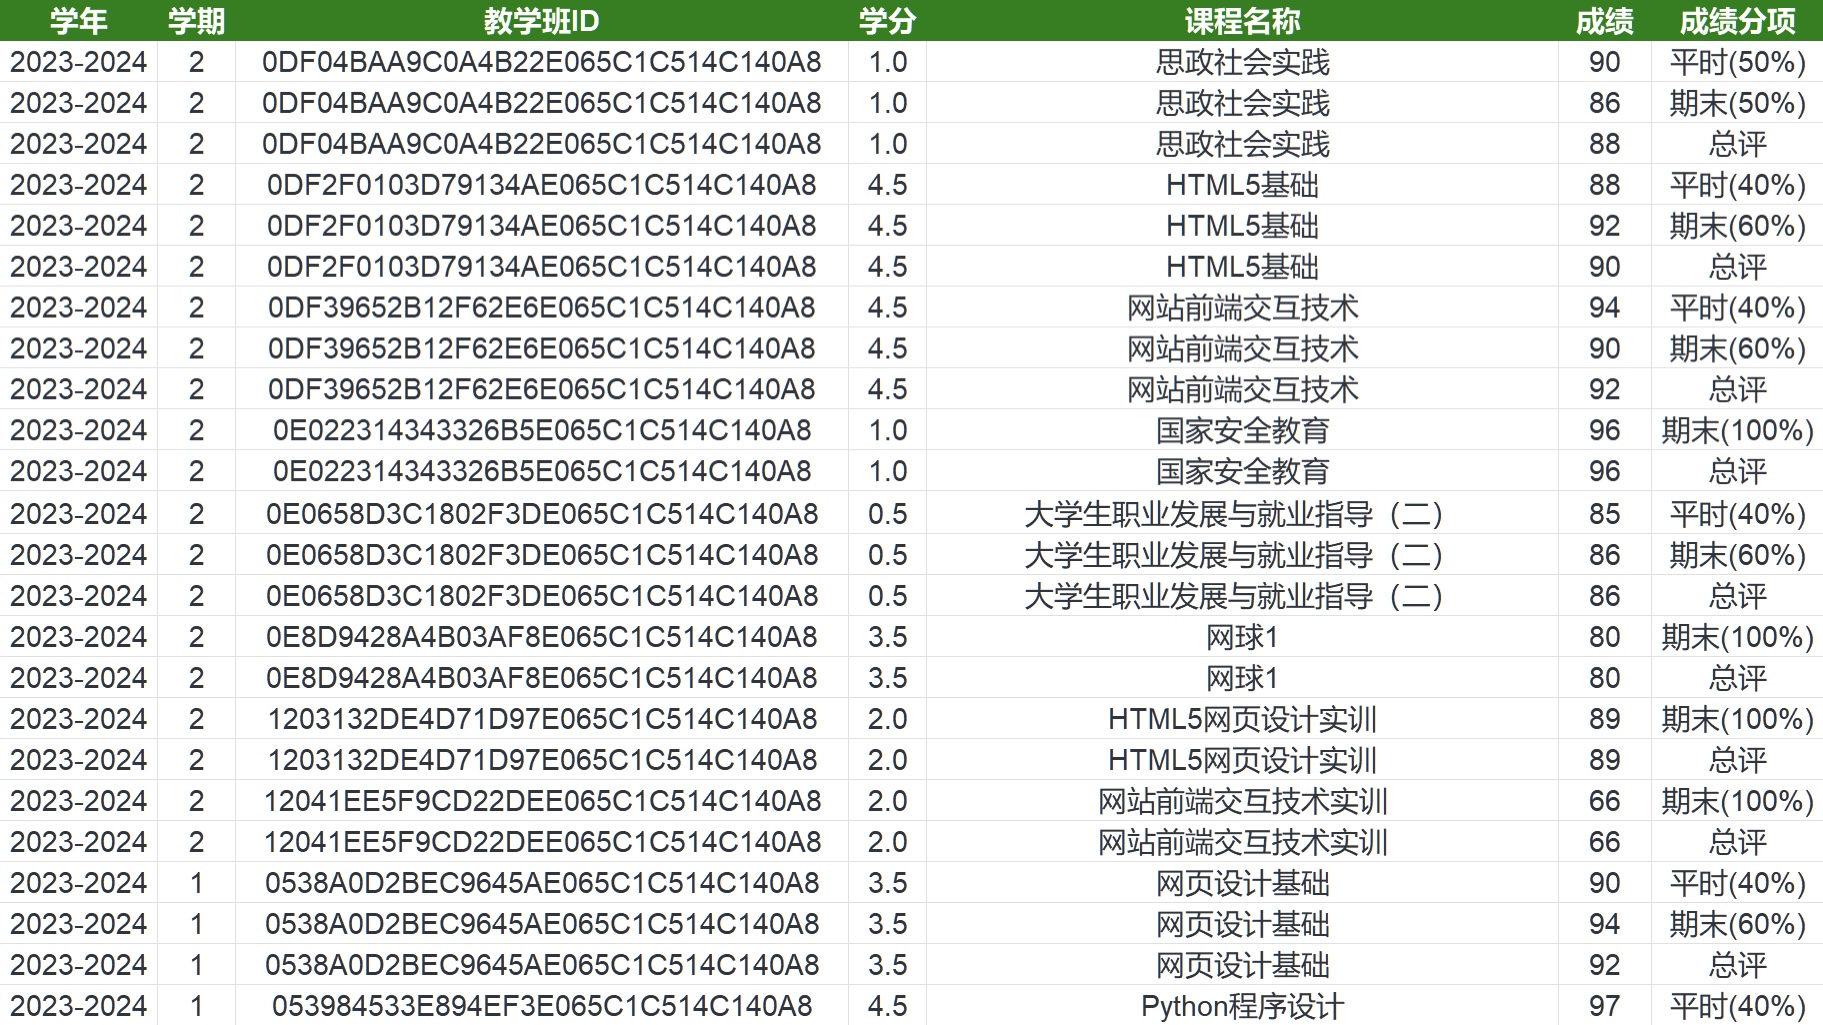 学年 学期 教学班ID 学分 课程名称 成绩 成绩分项
2023-2024 2 0DF04BAA9C0A4B22E065C1C514C140A8 1.0 思政社会实践 90 平时(50%)
2023-2024 2 0DF04BAA9C0A4B22E065C1C514C140A8 1.0 思政社会实践 86 期末(50%)
2023-2024 2 0DF04BAA9C0A4B22E065C1C514C140A8 1.0 思政社会实践 88 总评
2023-2024 2 0DF2F0103D79134AE065C1C514C140A8 4.5 HTML5基础 88 平时(40%)
2023-2024 2 0DF2F0103D79134AE065C1C514C140A8 4.5 HTML5基础 92 期末(60%)
2023-2024 2 0DF2F0103D79134AE065C1C514C140A8 4.5 HTML5基础 90 总评
2023-2024 2 0DF39652B12F62E6E065C1C514C140A8 4.5 网站前端交互技术 94 平时(40%)
2023-2024 2 0DF39652B12F62E6E065C1C514C140A8 4.5 网站前端交互技术 90 期末(60%)
2023-2024 2 0DF39652B12F62E6E065C1C514C140A8 4.5 网站前端交互技术 92 总评
2023-2024 2 0E022314343326B5E065C1C514C140A8 1.0 国家安全教育 96 期末(100%)
2023-2024 2 0E022314343326B5E065C1C514C140A8 1.0 国家安全教育 96 总评
2023-2024 2 0E0658D3C1802F3DE065C1C514C140A8 0.5 大学生职业发展与就业指导（二） 85 平时(40%)
2023-2024 2 0E0658D3C1802F3DE065C1C514C140A8 0.5 大学生职业发展与就业指导（二） 86 期末(60%)
2023-2024 2 0E0658D3C1802F3DE065C1C514C140A8 0.5 大学生职业发展与就业指导（二） 86 总评
2023-2024 2 0E8D9428A4B03AF8E065C1C514C140A8 3.5 网球1 80 期末(100%)
2023-2024 2 0E8D9428A4B03AF8E065C1C514C140A8 3.5 网球1 80 总评
2023-2024 2 1203132DE4D71D97E065C1C514C140A8 2.0 HTML5网页设计实训 89 期末(100%)
2023-2024 2 1203132DE4D71D97E065C1C514C140A8 2.0 HTML5网页设计实训 89 总评
2023-2024 2 12041EE5F9CD22DEE065C1C514C140A8 2.0 网站前端交互技术实训 66 期末(100%)
2023-2024 2 12041EE5F9CD22DEE065C1C514C140A8 2.0 网站前端交互技术实训 66 总评
2023-2024 1 0538A0D2BEC9645AE065C1C514C140A8 3.5 网页设计基础 90 平时(40%)
2023-2024 1 0538A0D2BEC9645AE065C1C514C140A8 3.5 网页设计基础 94 期末(60%)
2023-2024 1 0538A0D2BEC9645AE065C1C514C140A8 3.5 网页设计基础 92 总评
2023-2024 1 053984533E894EF3E065C1C514C140A8 4.5 Python程序设计 97 平时(40%)